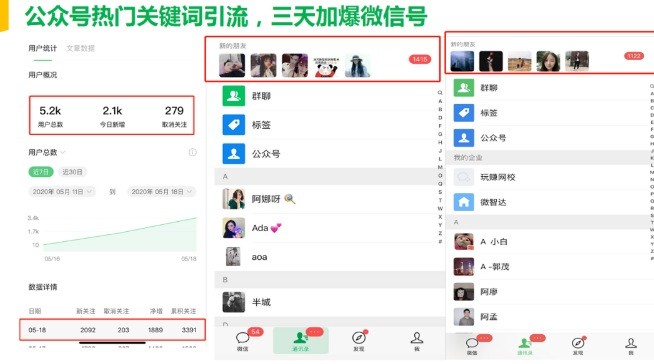 公众号热门关键词引流，三天加爆微信号
用户统计 文章数据
用户概况
5.2k 2.1k 279
用户总数 今日新增 取消关注
用户总数
近7日 近30日
2020年 05月 11日 到 2020年 05月 18日
3.4k
1.7k
10
05/16 05/18
数据详情
日期 新关注 取消关注 净增 累积关注
05-18 2092 203 1889 3391
新的朋友
1415
群聊
标签
公众号
A
阿娜呀
Ada
aoa
B
半城
D
54
微信 通讯录 发现 我
新的朋友
1122
群聊
标签
公众号
我的企业
玩赚网校
微智达
A
A 小白
A -郭茂
阿廖
阿孟
微信 通讯录 发现 我